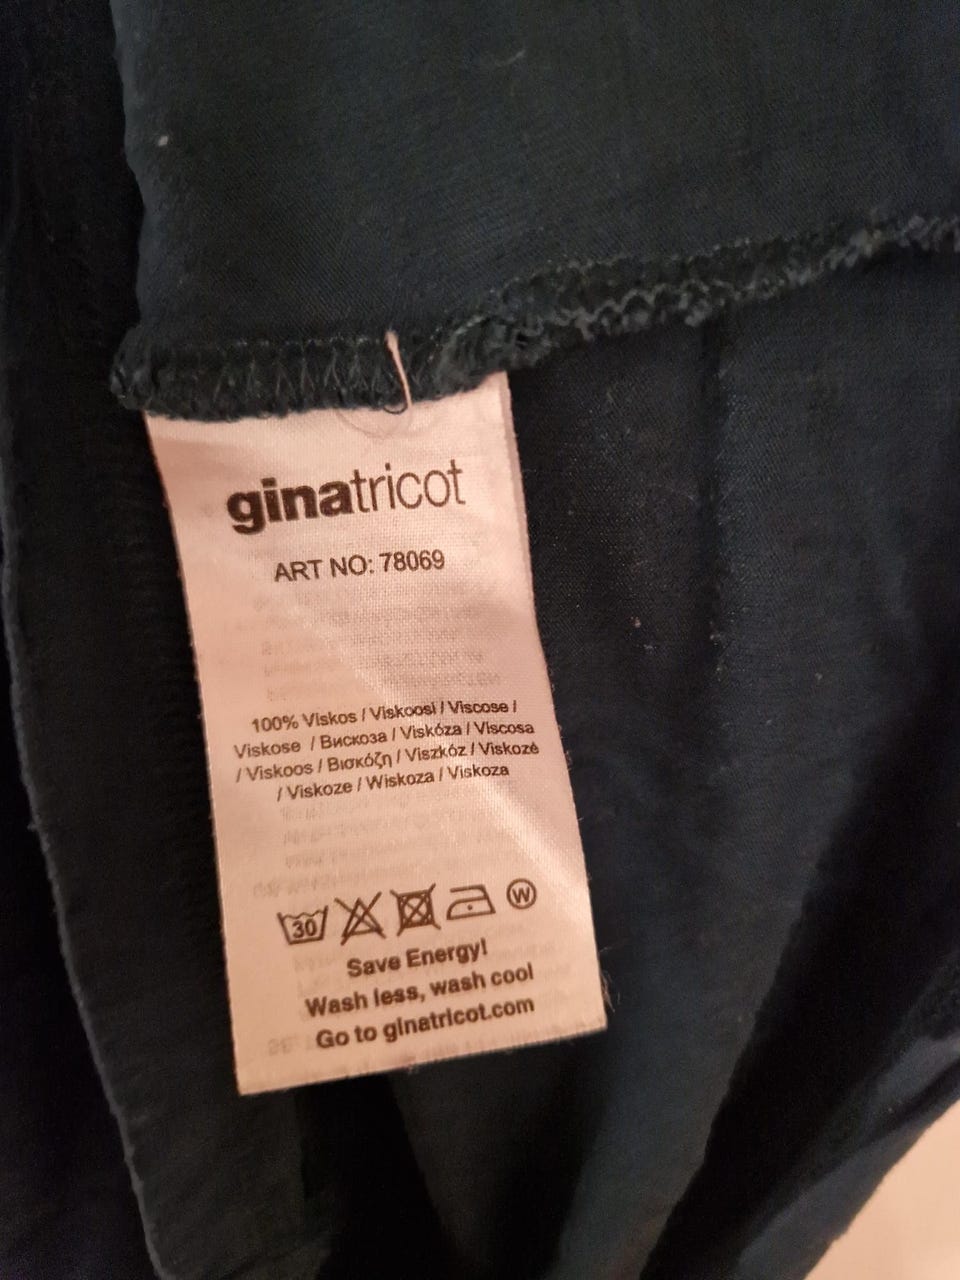 ginatricot
ART NO: 78069
100% Viskos / Viskoosi / Viscose /
Viskose / Вискоза / Viskóza / Viscosa
/ Viskoos / Βισκόζη / Viszkóz / Viskozė
/ Viskoze / Wiskoza / Viskoza
30 W
Save Energy!
Wash less, wash cool
Go to ginatricot.com